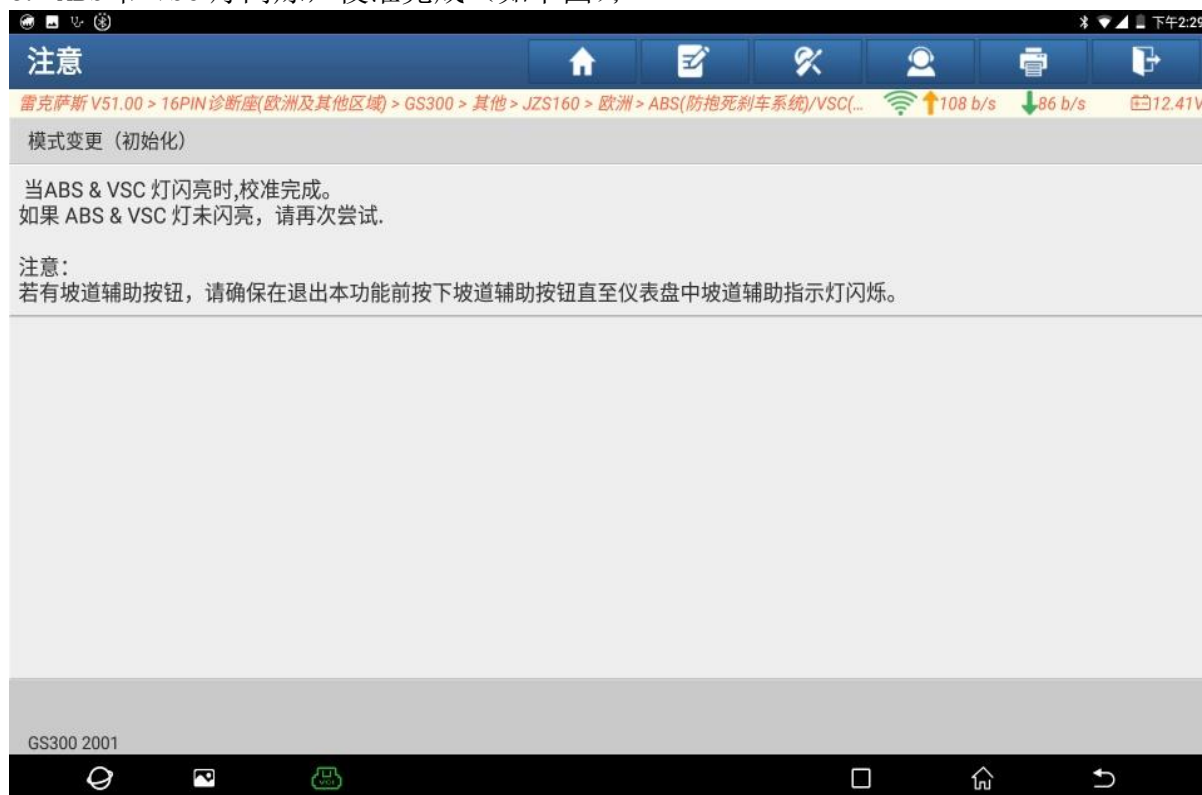 下午2:29
注意
雷克萨斯 V51.00 > 16PIN诊断座(欧洲及其他区域) > GS300 > 其他 > JZS160 > 欧洲 > ABS(防抱死刹车系统)/VSC(... 108 b/s 86 b/s 12.41V
模式变更（初始化）
当ABS & VSC 灯闪亮时,校准完成。
如果 ABS & VSC 灯未闪亮，请再次尝试.
注意：
若有坡道辅助按钮，请确保在退出本功能前按下坡道辅助按钮直至仪表盘中坡道辅助指示灯闪烁。
GS300 2001
VCI